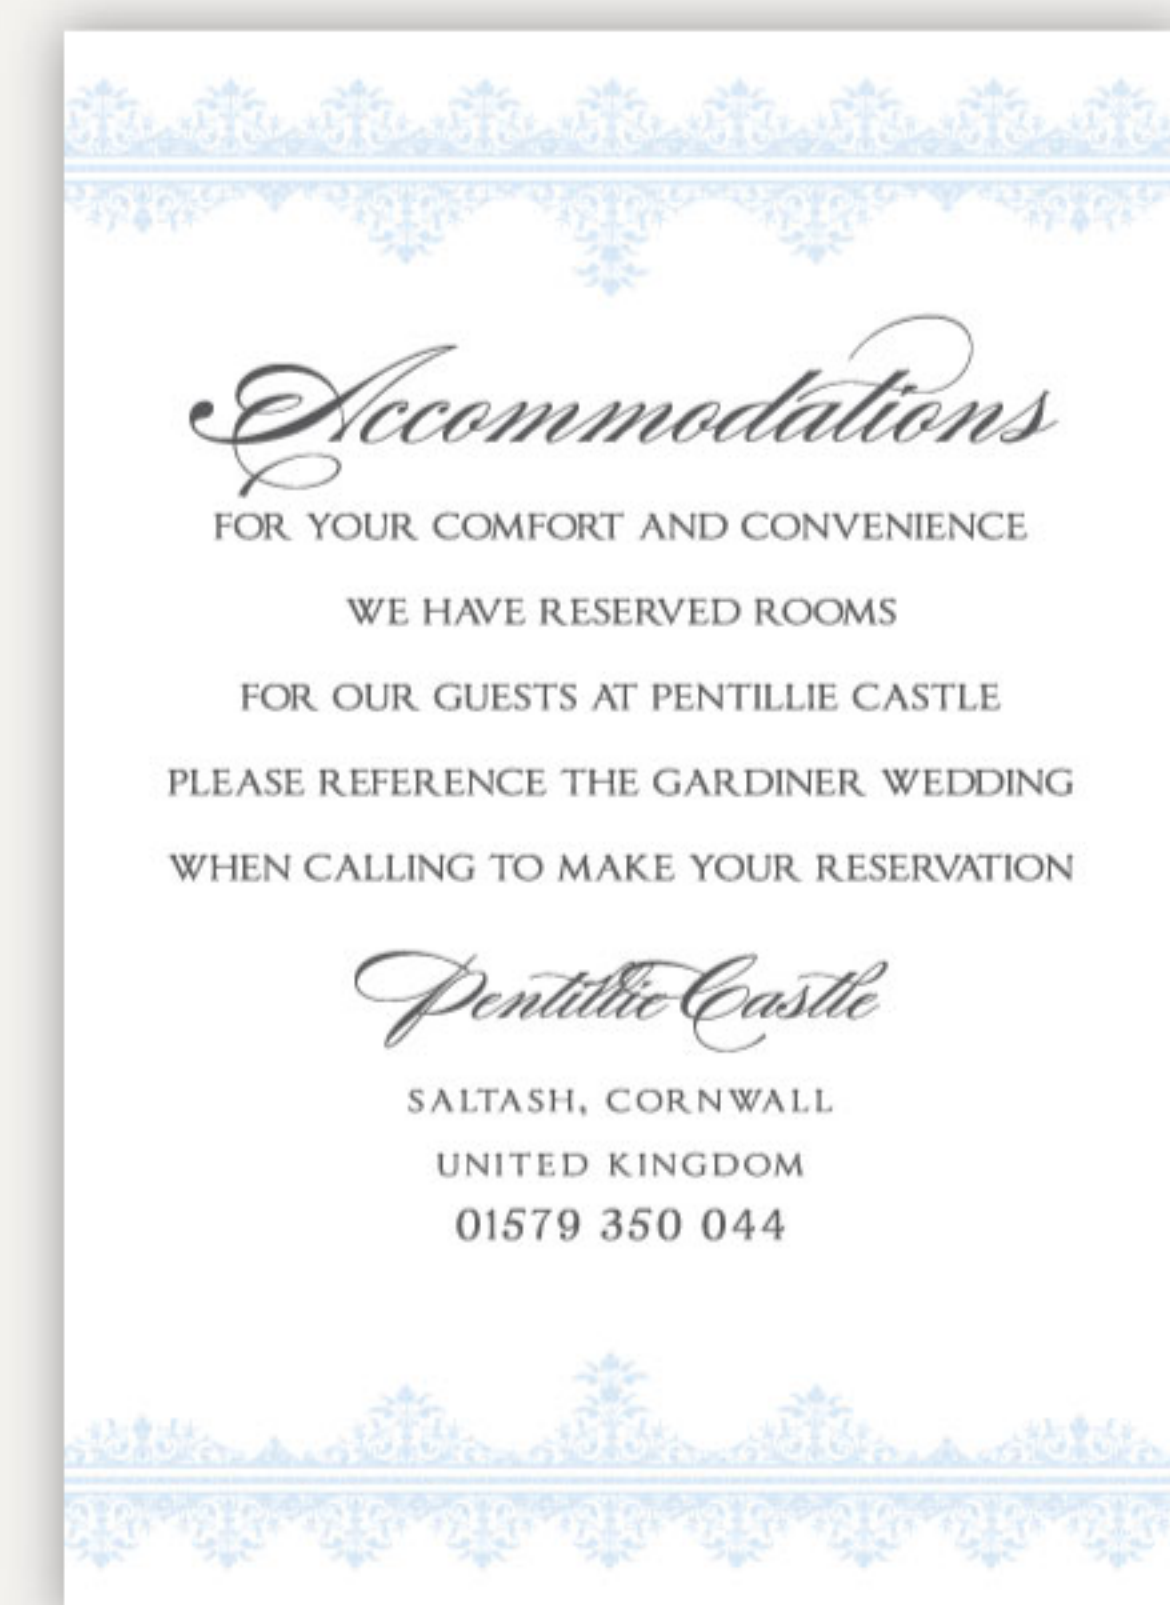 Accommodations
FOR YOUR COMFORT AND CONVENIENCE
WE HAVE RESERVED ROOMS
FOR OUR GUESTS AT PENTILLIE CASTLE
PLEASE REFERENCE THE GARDINER WEDDING
WHEN CALLING TO MAKE YOUR RESERVATION
Pentillie Castle
SALTASH, CORNWALL
UNITED KINGDOM
01579 350 044